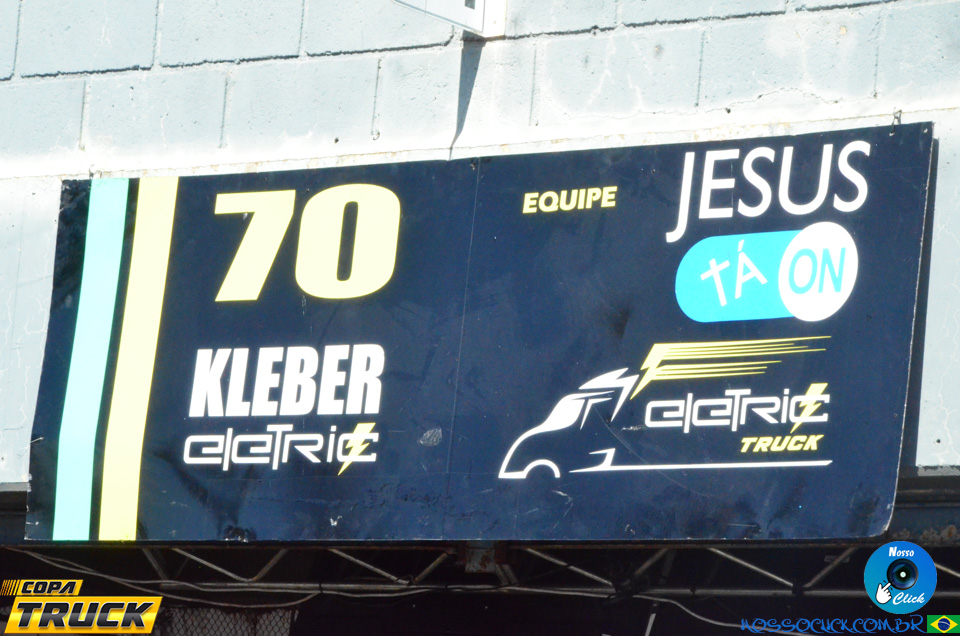 70
KLEBER
eleTric
EQUIPE
JESUS
TÁ ON
eleTric
TRUCK
COPA
TRUCK
Nosso
Click
NOSSOCLICK.COM.BR